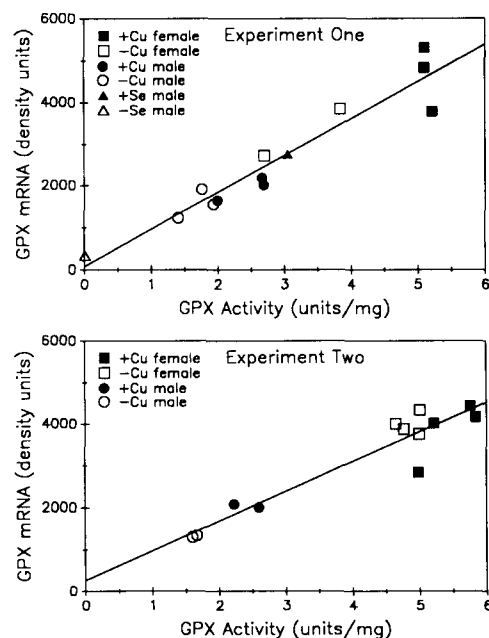 Experiment One
+Cu female
-Cu female
+Cu male
-Cu male
+Se male
-Se male
6000
4000
2000
0
GPX mRNA (density units)
0 1 2 3 4 5 6
GPX Activity (units/mg)
Experiment Two
+Cu female
-Cu female
+Cu male
-Cu male
6000
4000
2000
0
GPX mRNA (density units)
0 1 2 3 4 5 6
GPX Activity (units/mg)